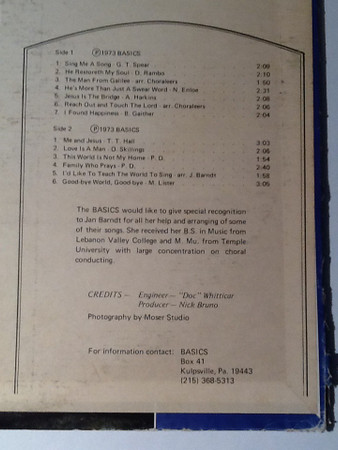 Side 1 Ⓟ1973 BASICS
1. Sing Me A Song - G. T. Spear 2:09
2. He Restoreth My Soul - D. Rambo 2:10
3. The Man From Galilee - arr. Choraleers 1:50
4. He's More Than Just A Swear Word - N. Enloe 2:31
5. Jesus Is The Bridge - A. Harkins 2:06
6. Reach Out and Touch The Lord - arr. Choraleers 2:06
7. I Found Happiness - B. Gaither 2:04
Side 2 Ⓟ1973 BASICS
1. Me and Jesus - T. T. Hall 3:03
2. Love Is A Man - D. Skillings 2:08
3. This World Is Not My Home - P. D. 1:54
4. Family Who Prays - P. D. 2:40
5. I'd Like To Teach The World To Sing - arr. J. Barndt 1:58
6. Good-bye World, Good-bye - M. Lister 3:05
The BASICS would like to give special recognition
to Jan Barndt for all her help and arranging of some
of their songs. She received her B.S. in Music from
Lebanon Valley College and M. Mu. from Temple
University with large concentration on choral
conducting.
CREDITS - Engineer - "Doc" Whitticar
Producer - Nick Bruno
Photography by Moser Studio
For information contact: BASICS
Box 41
Kulpsville, Pa. 19443
(215) 368-5313